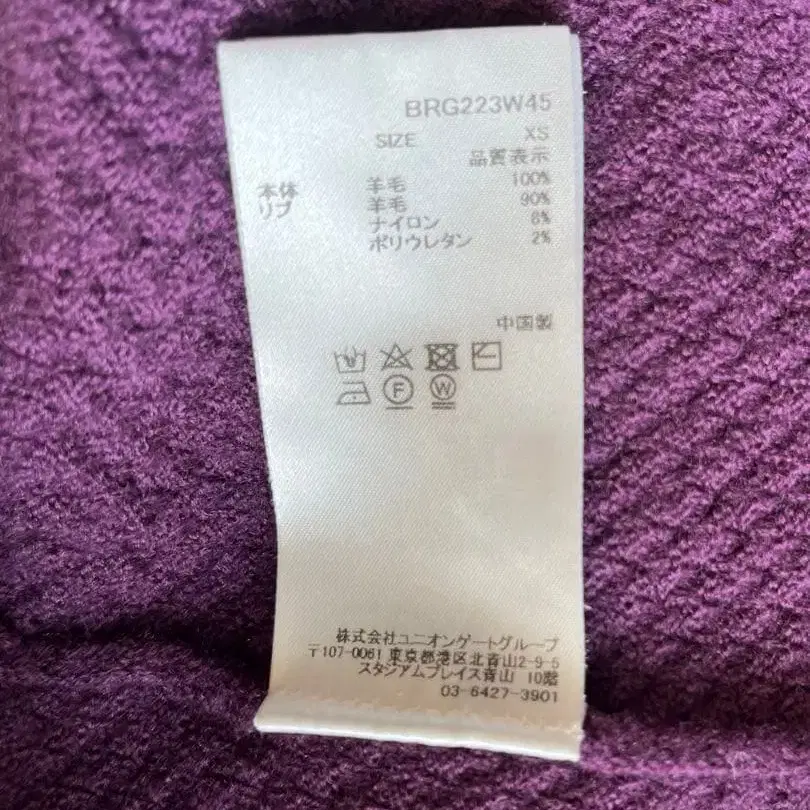 BRG223W45
SIZE XS
品質表示
本体 羊毛 100%
リブ 羊毛 90%
ナイロン 8%
ポリウレタン 2%
中国製
F W
株式会社ユニオンゲートグループ
〒107-0061 東京都港区北青山2-9-5
スタジアムプレイス青山 10階
03-6427-3901